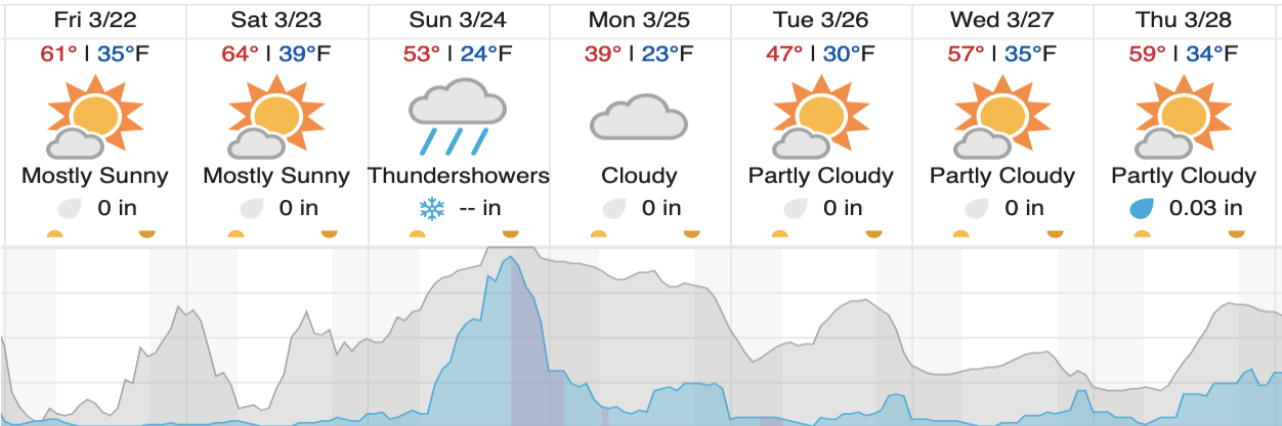 Fri 3/22 Sat 3/23 Sun 3/24 Mon 3/25 Tue 3/26 Wed 3/27 Thu 3/28
61° | 35°F 64° | 39°F 53° | 24°F 39° | 23°F 47° | 30°F 57° | 35°F 59° | 34°F
Mostly Sunny Mostly Sunny Thundershowers Cloudy Partly Cloudy Partly Cloudy Partly Cloudy
0 in 0 in -- in 0 in 0 in 0 in 0.03 in